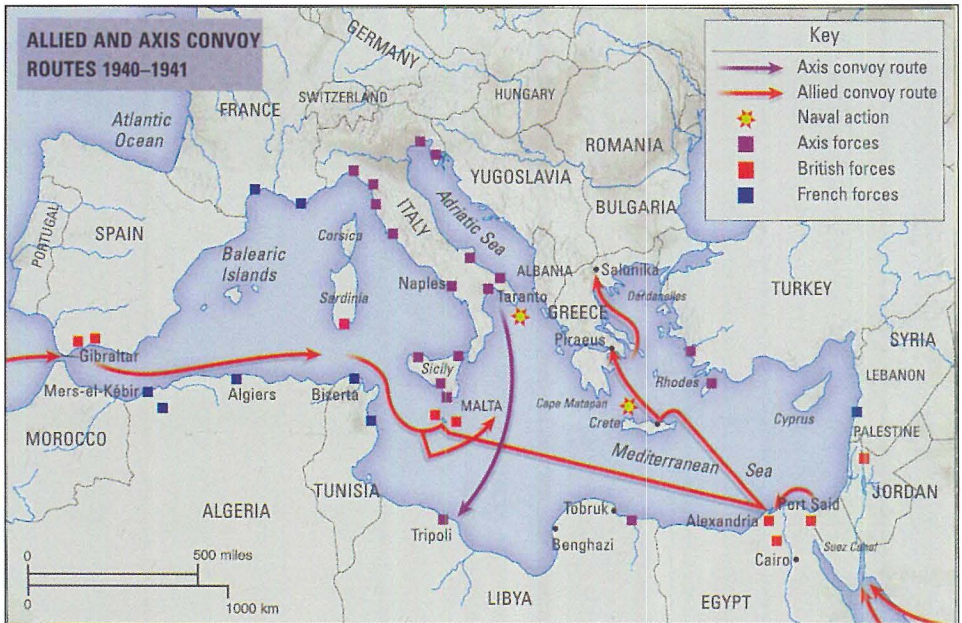 ALLIED AND AXIS CONVOY
ROUTES 1940–1941
Key
Axis convoy route
Allied convoy route
Naval action
Axis forces
British forces
French forces
GERMANY
SWITZERLAND
HUNGARY
FRANCE
Atlantic
Ocean
ROMANIA
YUGOSLAVIA
BULGARIA
PORTUGAL
SPAIN
ITALY
Adriatic Sea
Corsica
Balearic
Islands
ALBANIA
Salonika
Sardinia
Naples
Taranto
Dardanelles
TURKEY
GREECE
Piraeus
SYRIA
Gibraltar
Sicily
Rhodes
LEBANON
Mers-el-Kébir
Algiers
Bizerta
MALTA
Cape Matapan
Crete
Cyprus
MOROCCO
PALESTINE
Mediterranean
Sea
TUNISIA
JORDAN
ALGERIA
Tobruk
Port Said
Tripoli
Alexandria
Benghazi
Suez Canal
Cairo
0
500 miles
0
1000 km
LIBYA
EGYPT